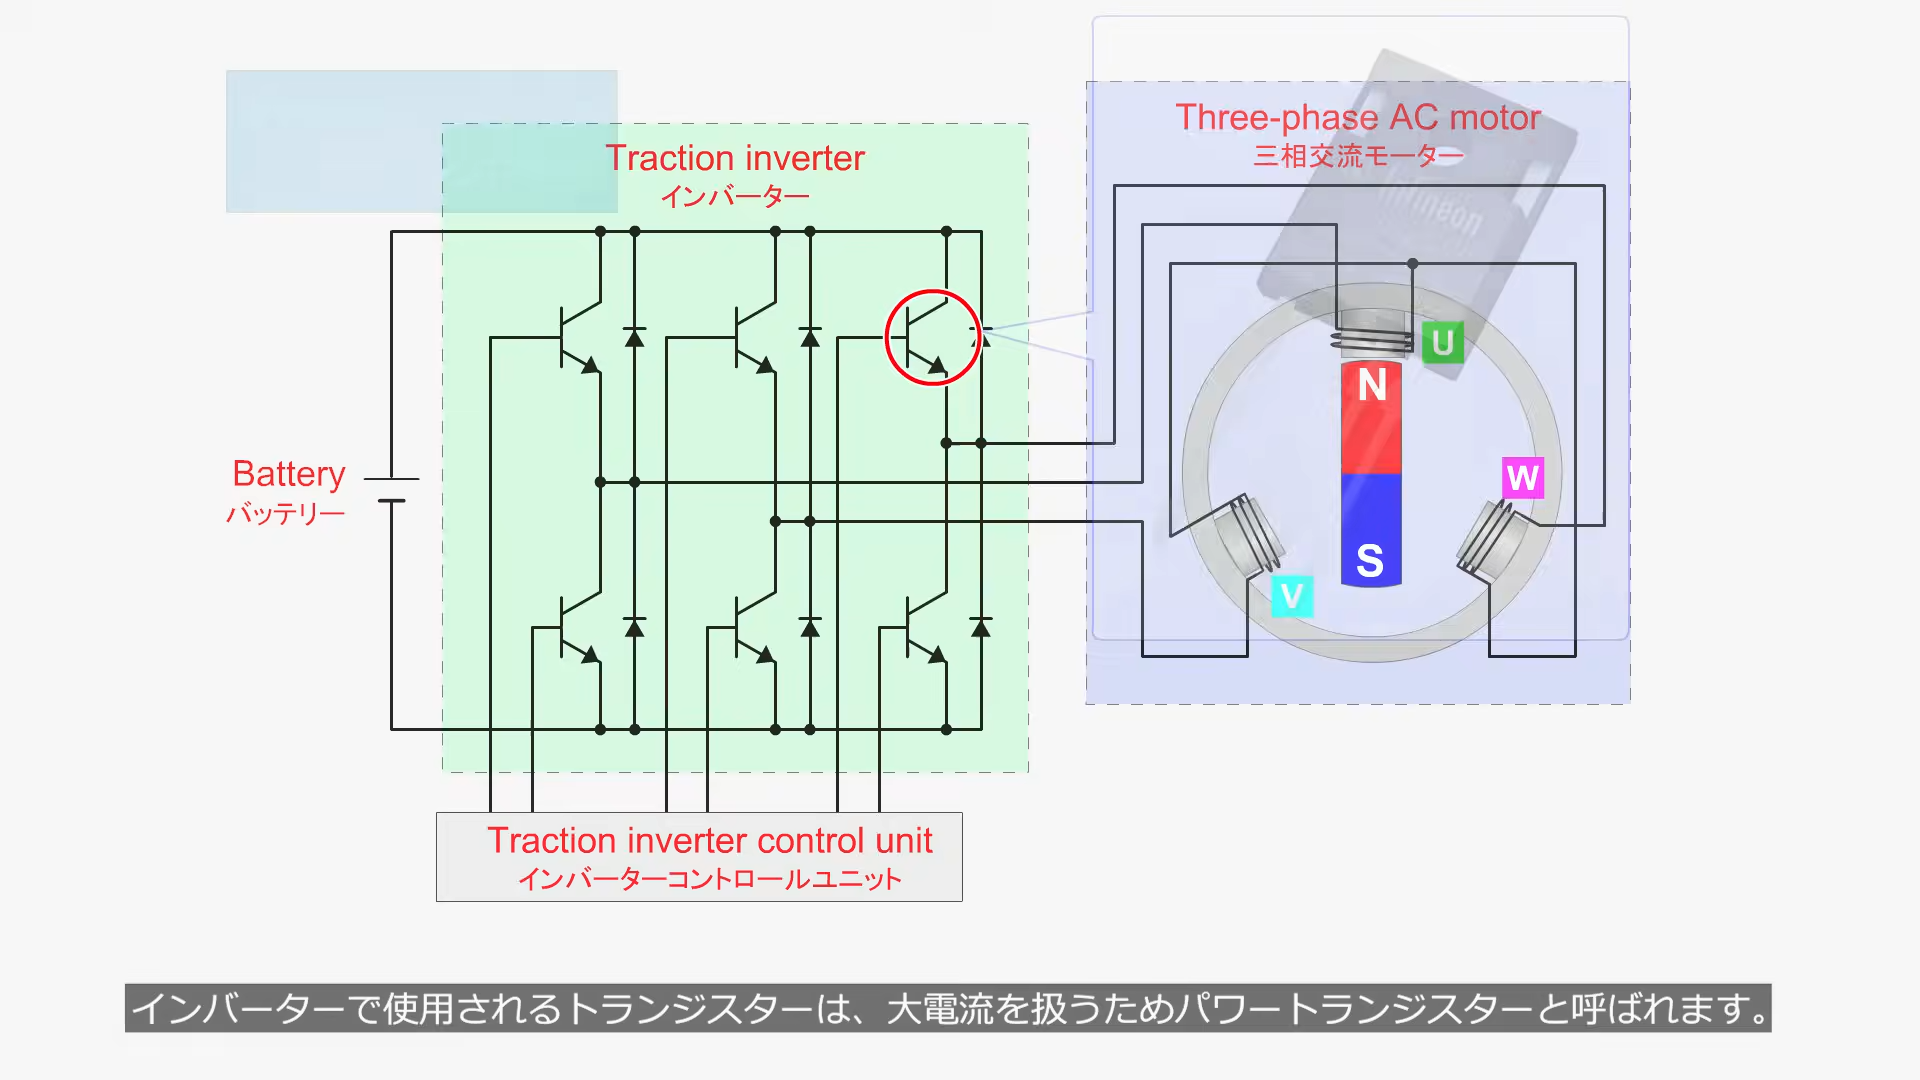 Three-phase AC motor
三相交流モーター
Traction inverter
インバーター
infineon
U
N
Battery
バッテリー
W
S
V
Traction inverter control unit
インバーターコントロールユニット
インバーターで使用されるトランジスターは、大電流を扱うためパワートランジスターと呼ばれます。